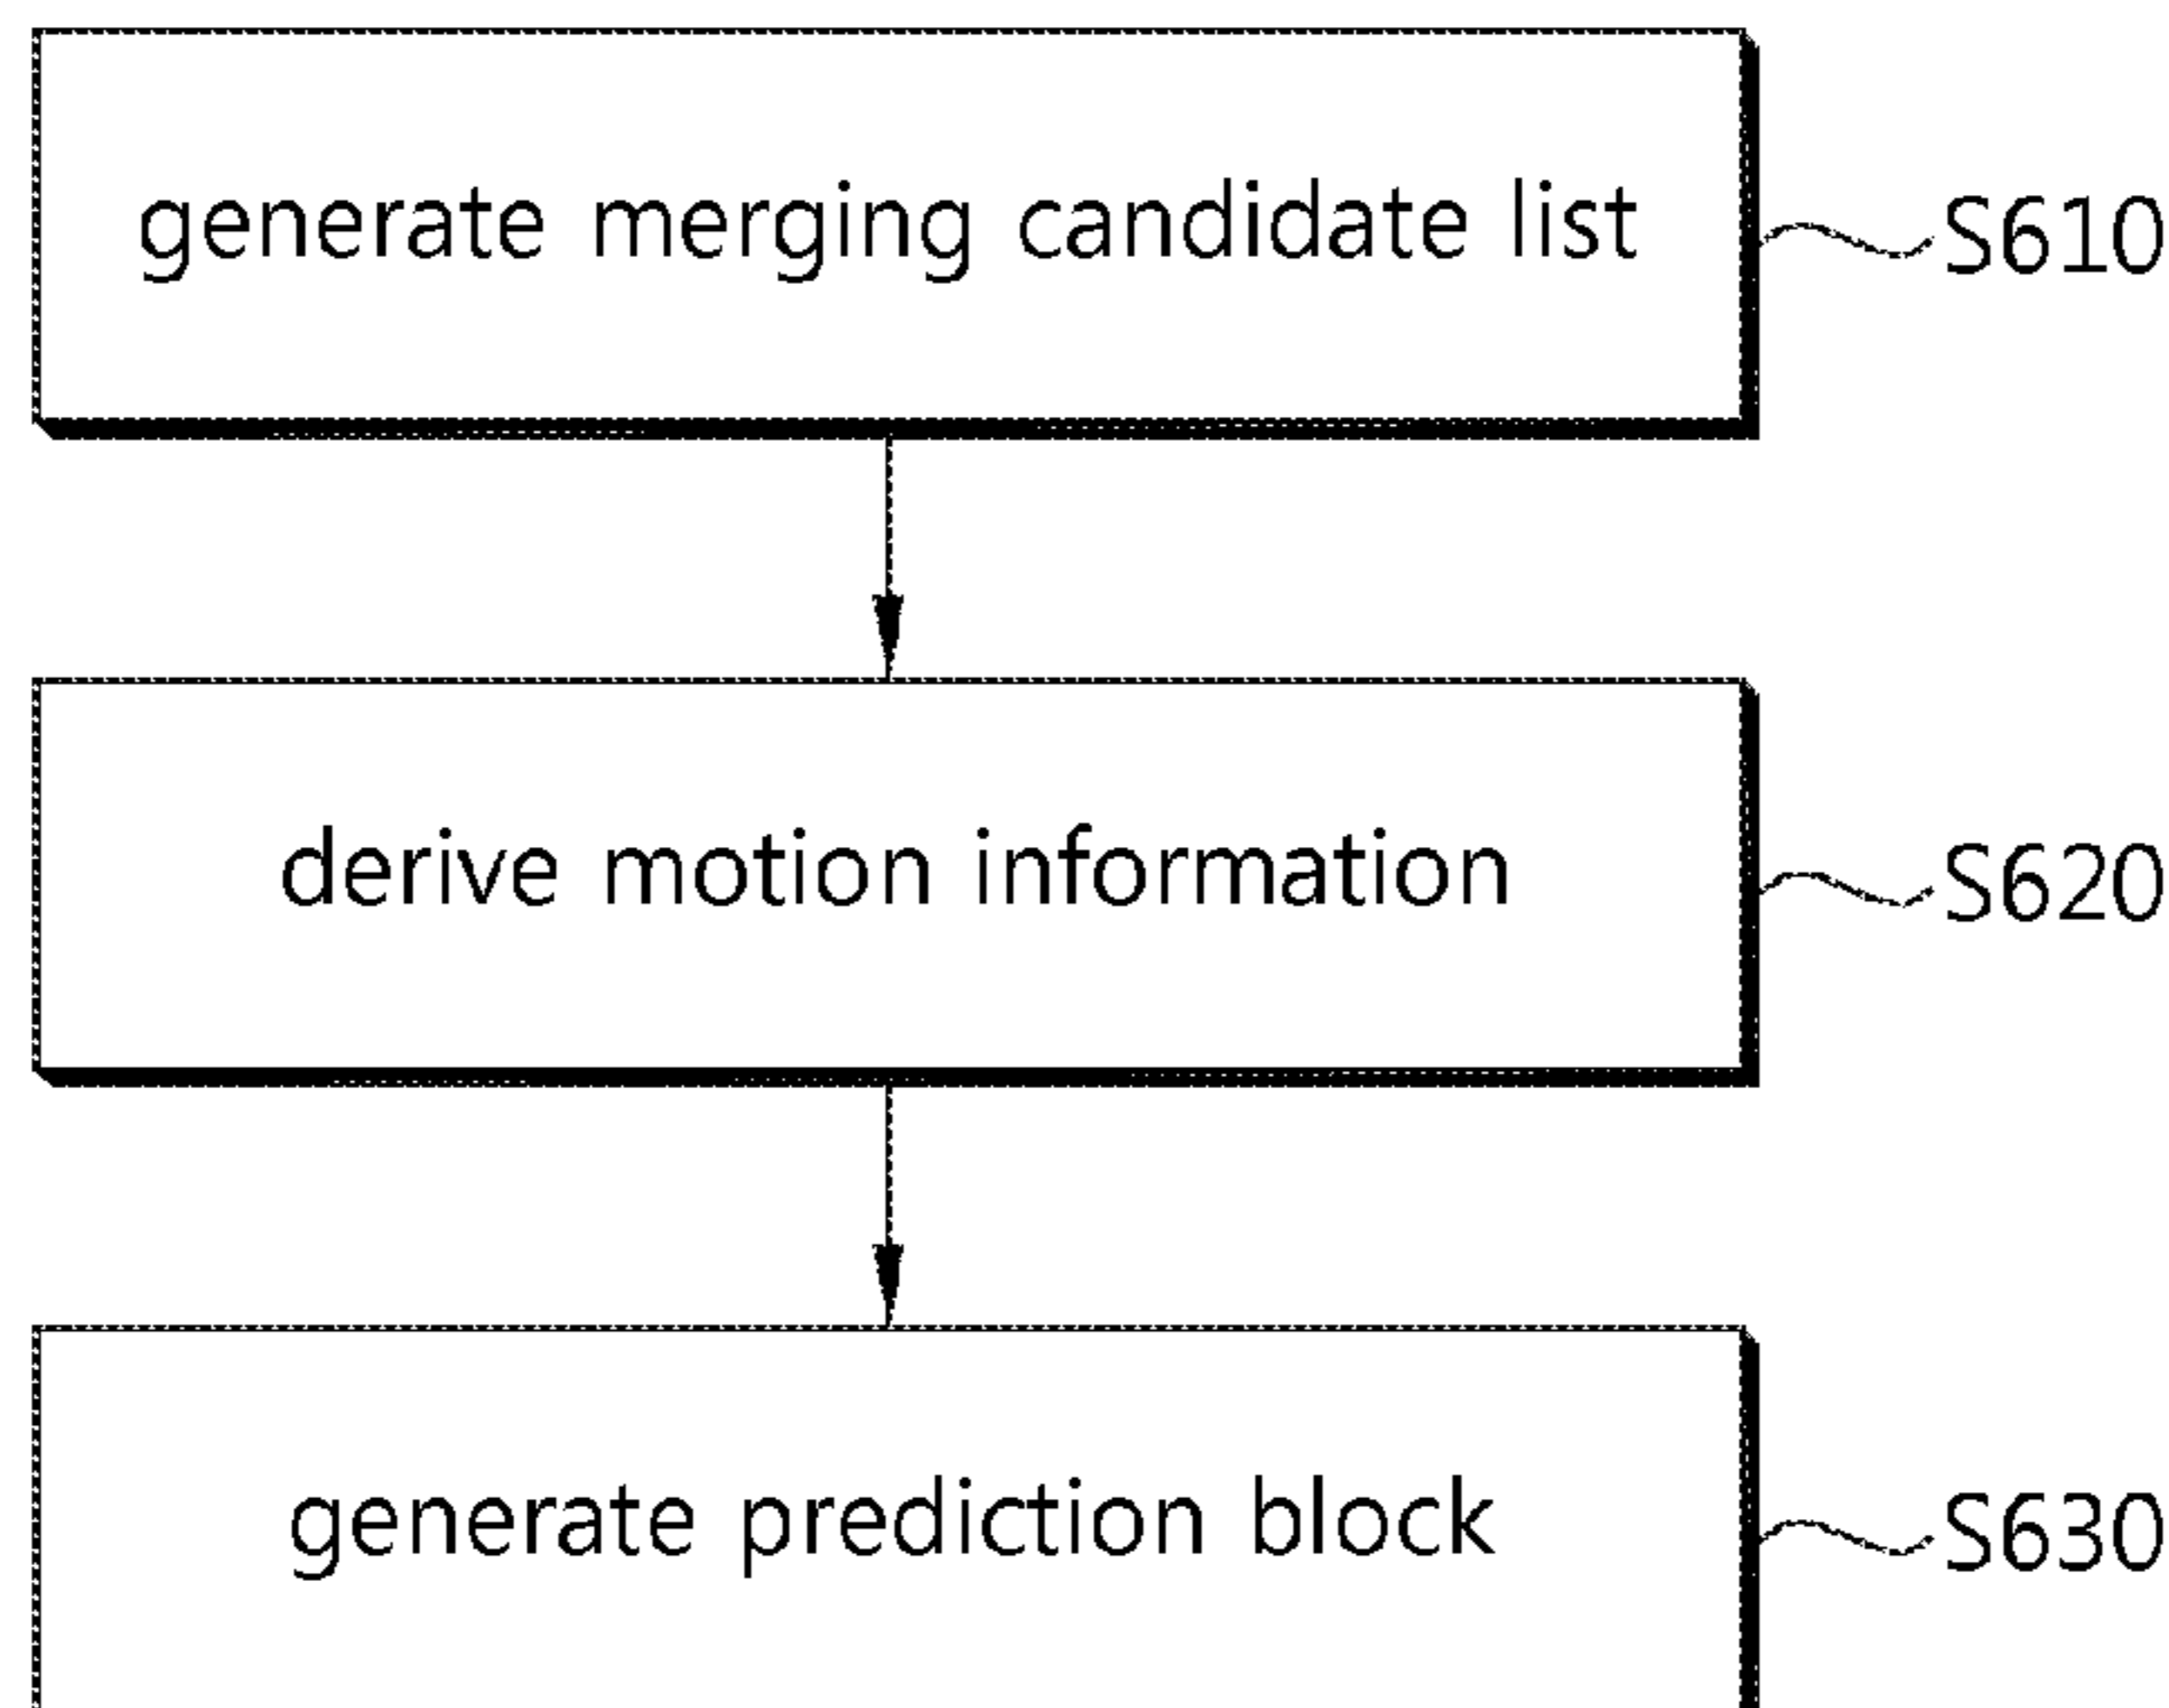 generate merging candidate list S610
derive motion information S620
generate prediction block S630